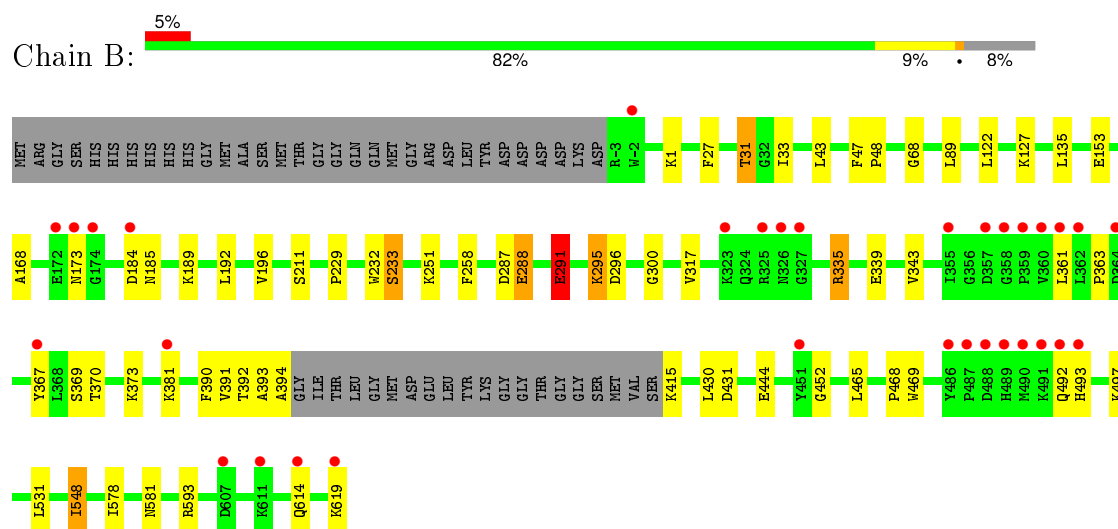 5%
Chain B:
82% 9% • 8%
MET ARG GLY SER HIS HIS HIS HIS HIS HIS GLY MET ALA SER MET THR GLY GLY GLN GLN MET GLY ARG ASP LEU TYR ASP ASP ASP ASP LYS ASP R-3 W-2 K1 F27 T31 G32 I33 L43 F47 P48 G68 L89 L122 K127 L135 E153
A168 E172 N173 G174 D184 N185 K189 L192 V196 S211 P229 W232 S233 K251 F258 D287 E288 E291 K295 D296 G300 V317 K323 Q324 R325 N326 G327 R335 E339 V343 I355 G356 D357 G358 P359 V360 L361 L362 P363 D364
Y367 L368 S369 T370 K373 K381 F390 V391 T392 A393 A394 GLY ILE THR LEU GLY MET ASP GLU LEU TYR LYS GLY GLY THR GLY GLY SER MET VAL SER K415 L430 D431 E444 Y451 G452 L465 P468 W469 Y486 P487 D488 H489 M490 K491 Q492 H493 K497
L531 I548 I578 N581 R593 D607 K611 Q614 K619